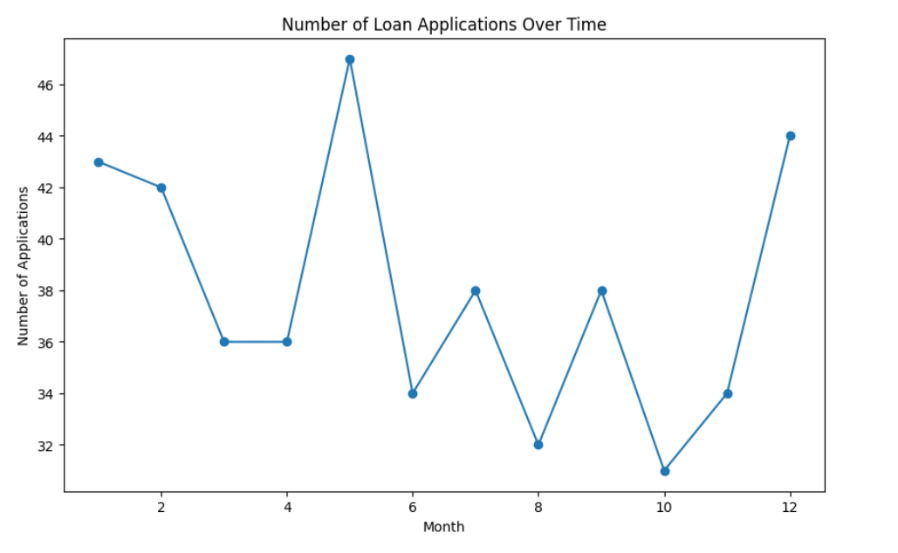 Number of Loan Applications Over Time
46
44
42
40
38
36
34
32
Number of Applications
2 4 6 8 10 12
Month